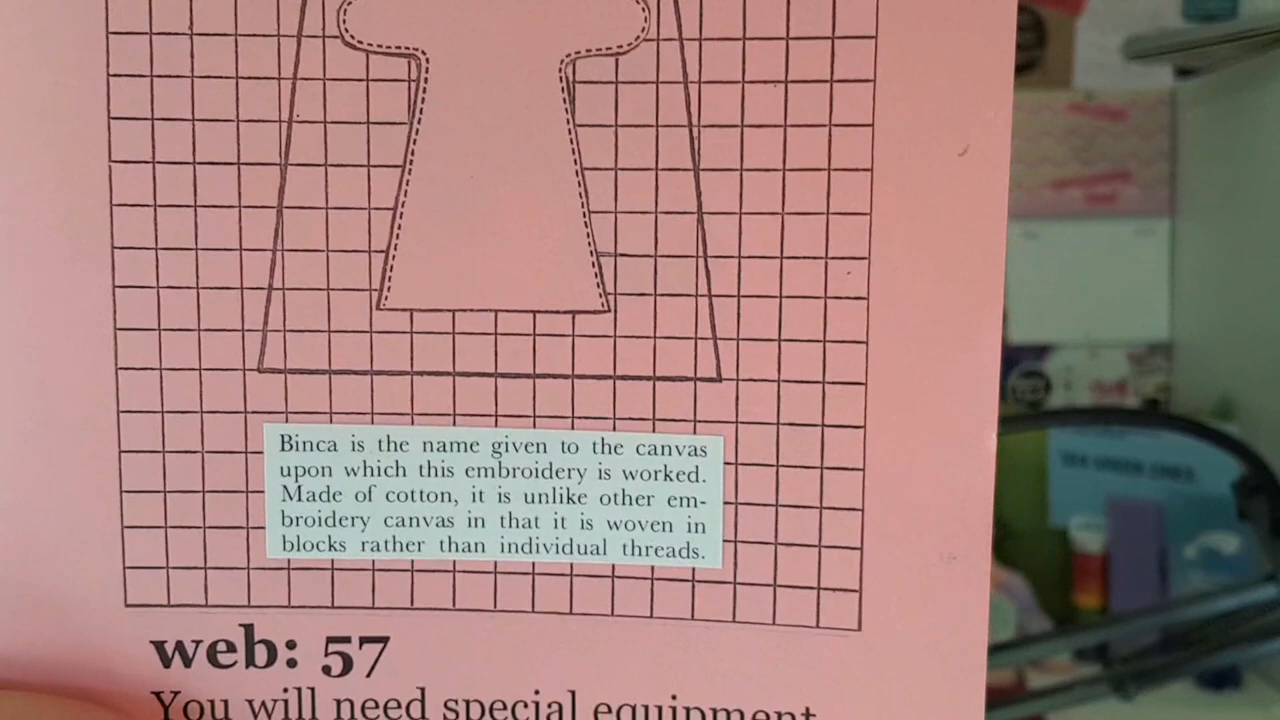 Binca is the name given to the canvas
upon which this embroidery is worked.
Made of cotton, it is unlike other em-
broidery canvas in that it is woven in
blocks rather than individual threads.
web: 57
You will need special equipment